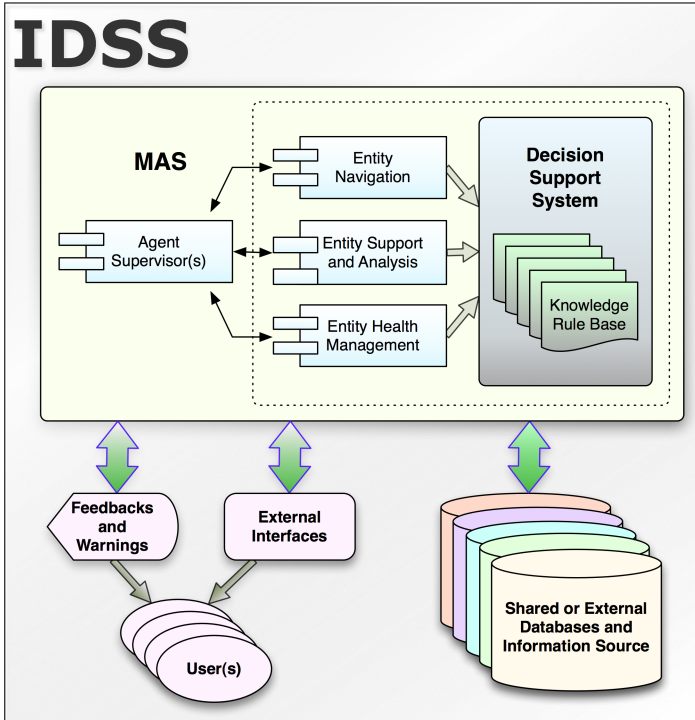 IDSS
MAS
Agent
Supervisor(s)
Entity
Navigation
Entity Support
and Analysis
Entity Health
Management
Decision
Support
System
Knowledge
Rule Base
Feedbacks
and
Warnings
External
Interfaces
User(s)
Shared or External
Databases and
Information Source